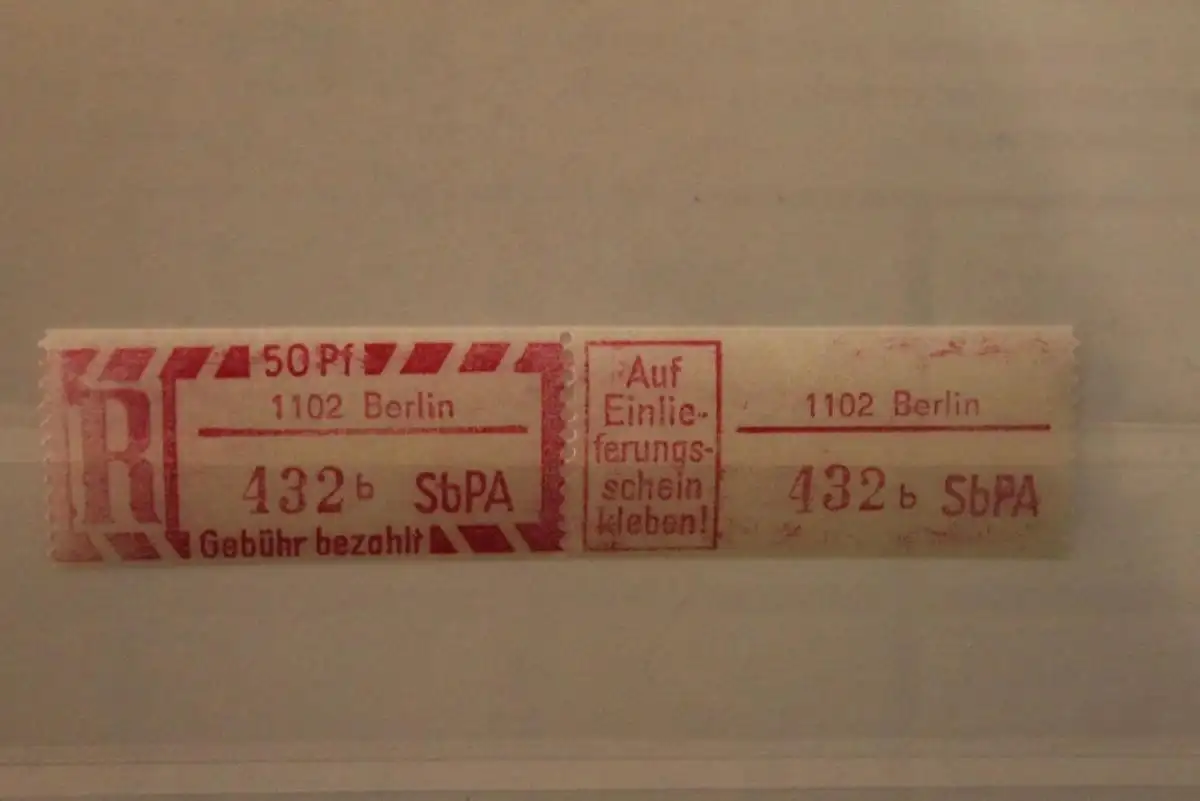 R
50 Pf
1102 Berlin
432 b SbPA
Gebühr bezahlt
Auf
Einlie-
ferungs-
schein
kleben!
1102 Berlin
432 b SbPA